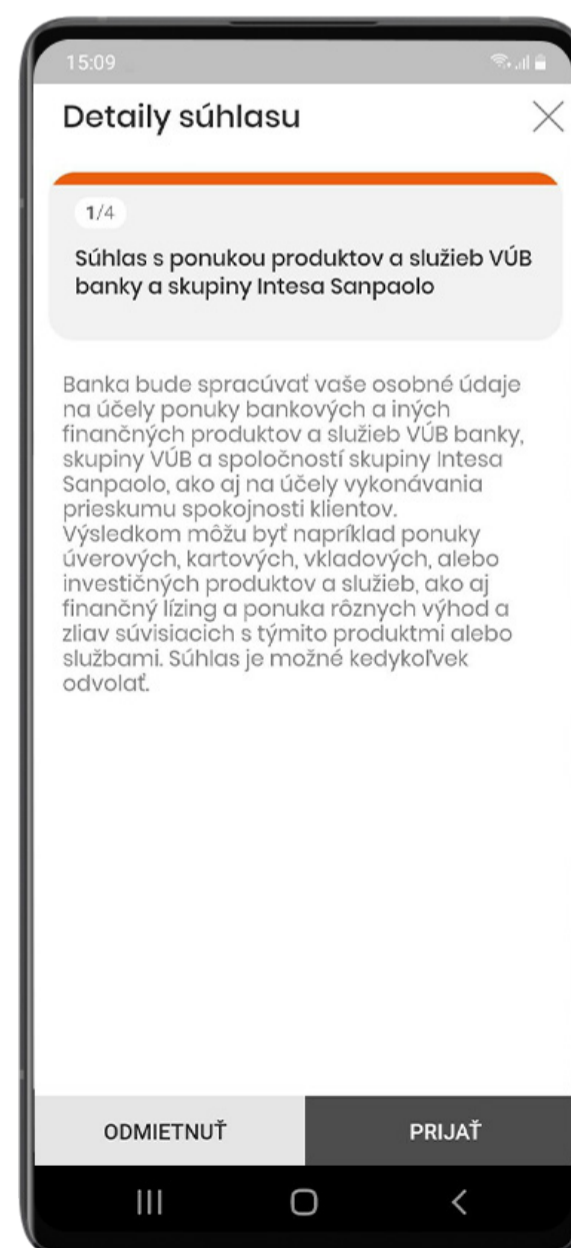 15:09
Detaily súhlasu
1/4
Súhlas s ponukou produktov a služieb VÚB
banky a skupiny Intesa Sanpaolo
Banka bude spracúvať vaše osobné údaje
na účely ponuky bankových a iných
finančných produktov a služieb VÚB banky,
skupiny VÚB a spoločností skupiny Intesa
Sanpaolo, ako aj na účely vykonávania
prieskumu spokojnosti klientov.
Výsledkom môžu byť napríklad ponuky
úverových, kartových, vkladových, alebo
investičných produktov a služieb, ako aj
finančný lízing a ponuka rôznych výhod a
zliav súvisiacich s týmito produktmi alebo
službami. Súhlas je možné kedykoľvek
odvolať.
ODMIETNUŤ PRIJAŤ